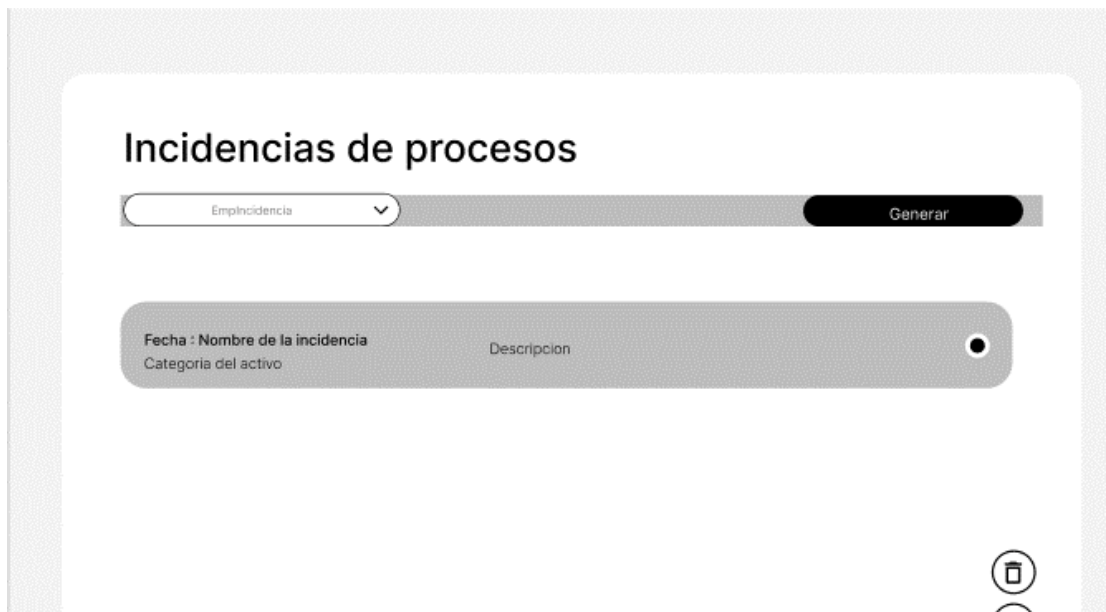 Incidencias de procesos
EmpIncidencia
Generar
Fecha : Nombre de la incidencia
Descripcion
Categoria del activo